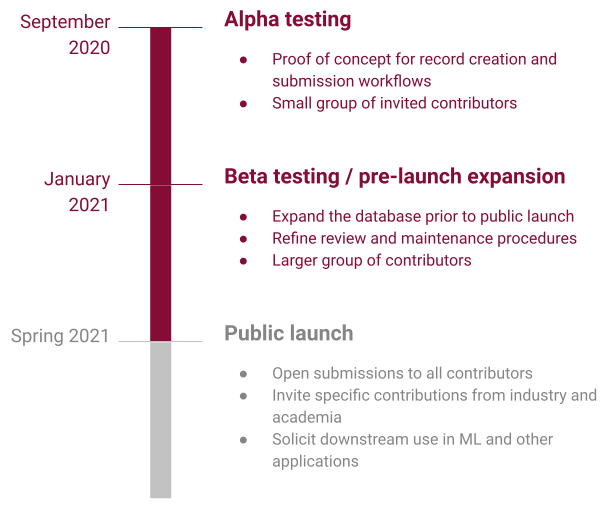 September
2020
Alpha testing
● Proof of concept for record creation and
submission workflows
● Small group of invited contributors
January
2021
Beta testing / pre-launch expansion
● Expand the database prior to public launch
● Refine review and maintenance procedures
● Larger group of contributors
Spring 2021
Public launch
● Open submissions to all contributors
● Invite specific contributions from industry and
academia
● Solicit downstream use in ML and other
applications